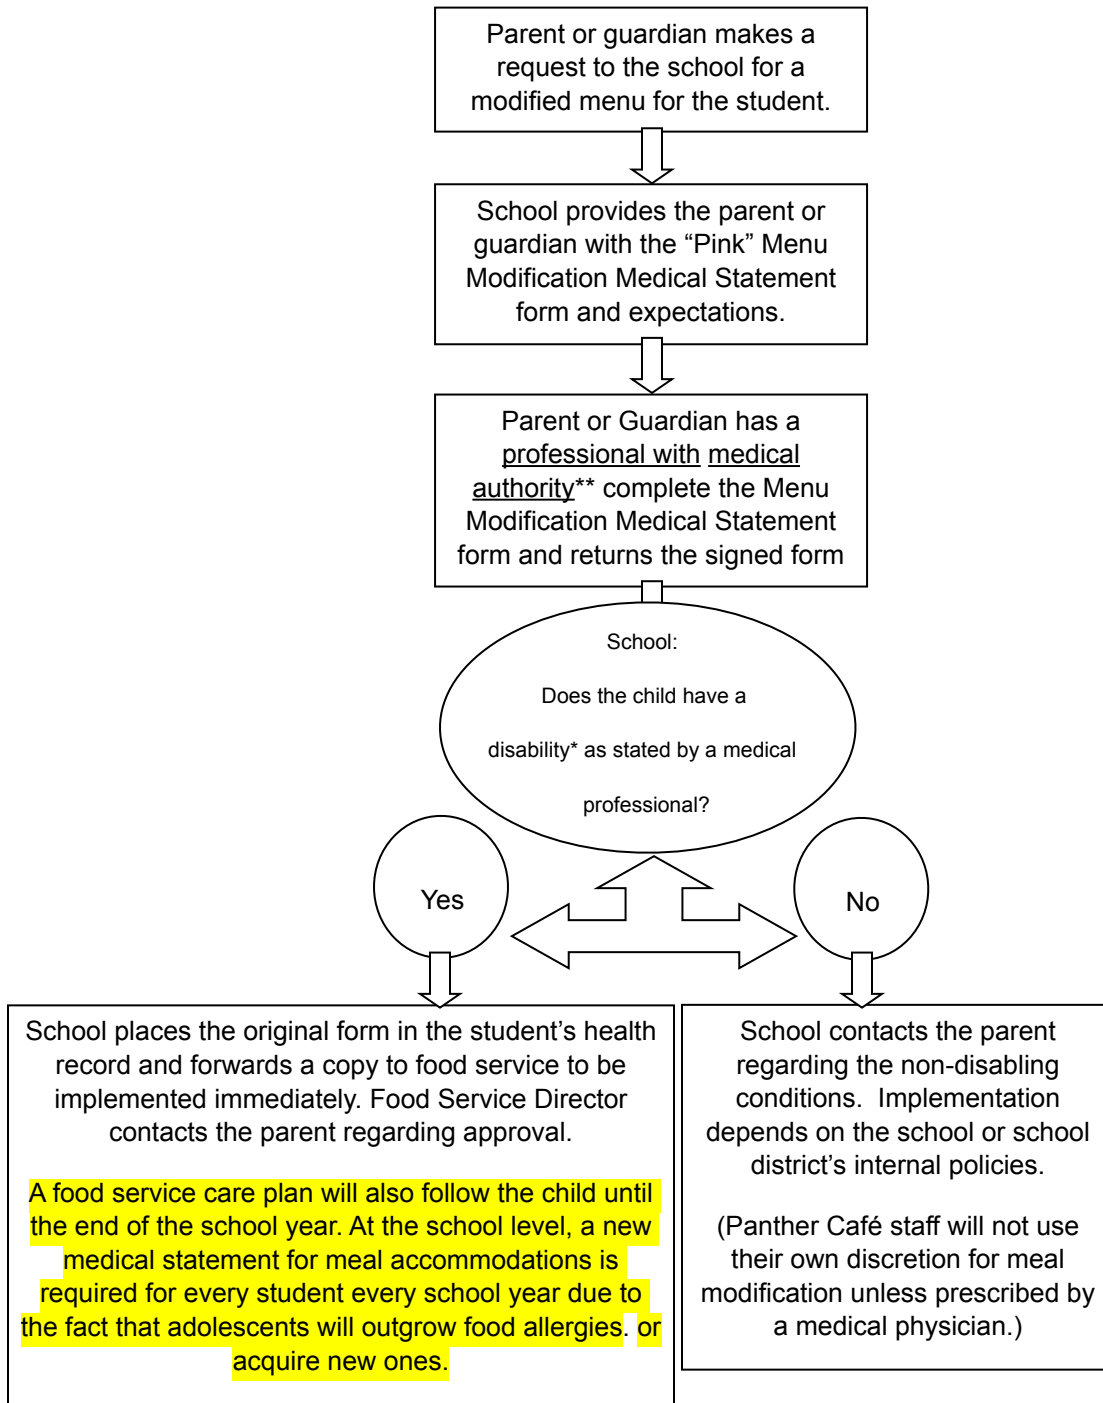 Parent or guardian makes a
request to the school for a
modified menu for the student.
School provides the parent or
guardian with the “Pink” Menu
Modification Medical Statement
form and expectations.
Parent or Guardian has a
professional with medical
authority** complete the Menu
Modification Medical Statement
form and returns the signed form
School:
Does the child have a
disability* as stated by a medical
professional?
Yes
No
School places the original form in the student’s health
record and forwards a copy to food service to be
implemented immediately. Food Service Director
contacts the parent regarding approval.
A food service care plan will also follow the child until
the end of the school year. At the school level, a new
medical statement for meal accommodations is
required for every student every school year due to
the fact that adolescents will outgrow food allergies. or
acquire new ones.
School contacts the parent
regarding the non-disabling
conditions.  Implementation
depends on the school or school
district’s internal policies.
(Panther Café staff will not use
their own discretion for meal
modification unless prescribed by
a medical physician.)